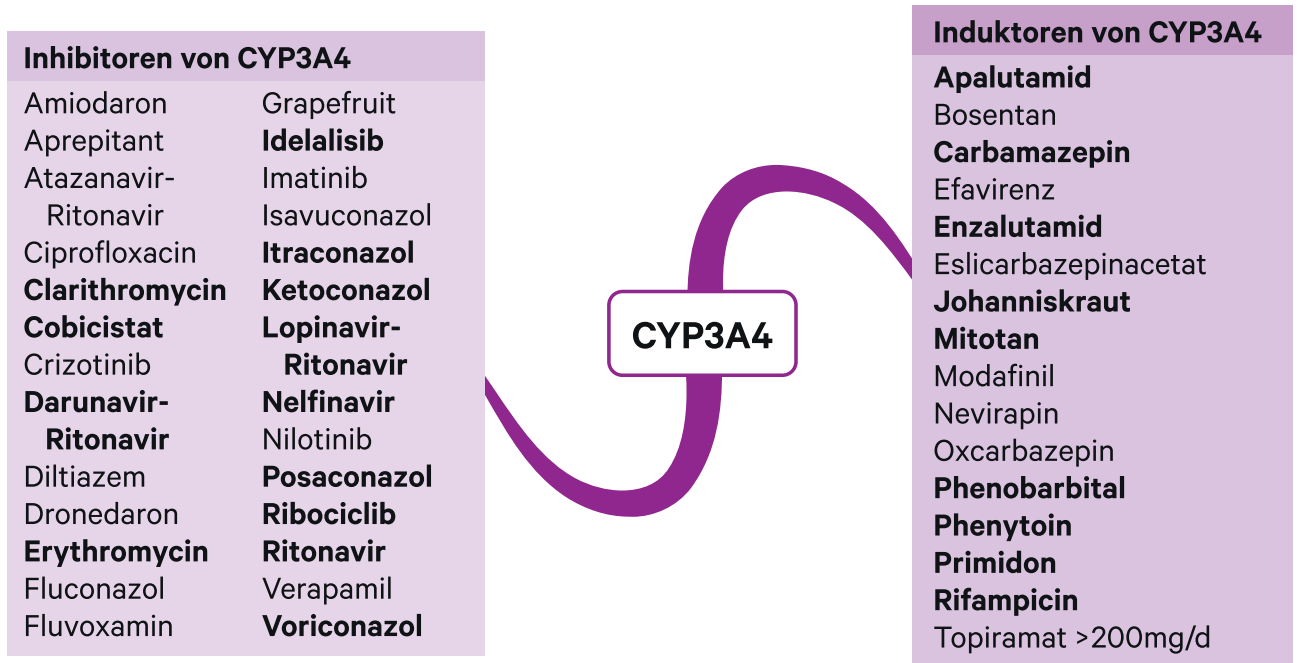 Inhibitoren von CYP3A4
Amiodaron
Aprepitant
Atazanavir-
Ritonavir
Ciprofloxacin
Clarithromycin
Cobicistat
Crizotinib
Darunavir-
Ritonavir
Diltiazem
Dronedaron
Erythromycin
Fluconazol
Fluvoxamin
Grapefruit
Idelalisib
Imatinib
Isavuconazol
Itraconazol
Ketoconazol
Lopinavir-
Ritonavir
Nelfinavir
Nilotinib
Posaconazol
Ribociclib
Ritonavir
Verapamil
Voriconazol
CYP3A4
Induktoren von CYP3A4
Apalutamid
Bosentan
Carbamazepin
Efavirenz
Enzalutamid
Eslicarbazepinacetat
Johanniskraut
Mitotan
Modafinil
Nevirapin
Oxcarbazepin
Phenobarbital
Phenytoin
Primidon
Rifampicin
Topiramat >200mg/d